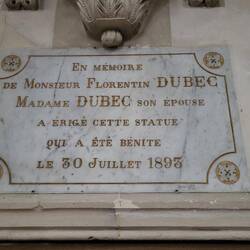 EN MÉMOIRE
DE MONSIEUR FLORENTIN DUBEC
MADAME DUBEC SON ÉPOUSE
A ERIGÉ CETTE STATUE
QUI A ÉTÉ BÉNITE
LE 30 JUILLET 1893